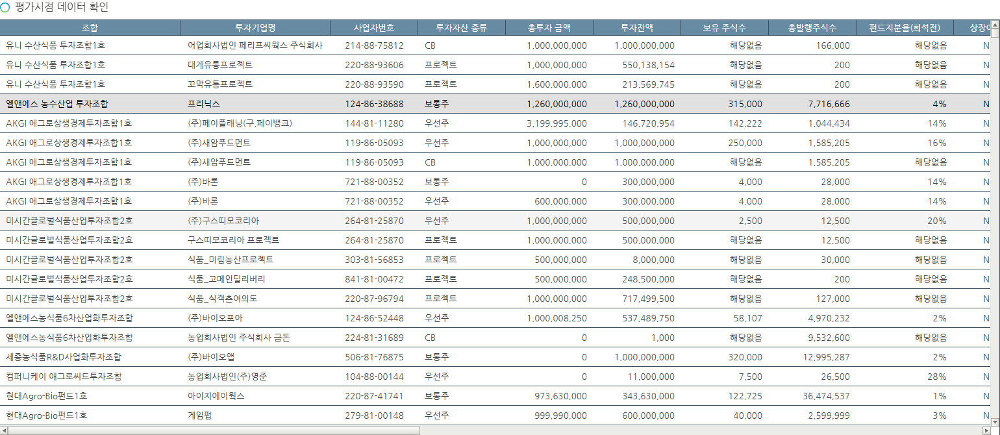 평가시점 데이터 확인
조합 투자기업명 사업자번호 투자자산 종류 총투자 금액 투자잔액 보유 주식수 총발행주식수 펀드지분율(희석전)
유니 수산식품 투자조합1호 어업회사법인 페리프씨웍스 주식회사 214-88-75812 CB 1,000,000,000 1,000,000,000 해당없음 166,000 해당없음 N
유니 수산식품 투자조합1호 대게유통프로젝트 220-88-93606 프로젝트 1,000,000,000 550,138,154 해당없음 200 해당없음 N
유니 수산식품 투자조합1호 꼬막유통프로젝트 220-88-93590 프로젝트 1,600,000,000 213,569,745 해당없음 200 해당없음 N
엘앤에스 농수산업 투자조합 프리닉스 124-86-38688 보통주 1,260,000,000 1,260,000,000 315,000 7,716,666 4% N
AKGI 애그로상생경제투자조합1호 (주)페이플래닝(구.페이뱅크) 144-81-11280 우선주 3,199,995,000 146,720,954 142,222 1,044,434 14% N
AKGI 애그로상생경제투자조합1호 (주)새암푸드먼트 119-86-05093 우선주 1,000,000,000 1,000,000,000 250,000 1,585,205 16% N
AKGI 애그로상생경제투자조합1호 (주)새암푸드먼트 119-86-05093 CB 1,000,000,000 1,000,000,000 해당없음 1,585,205 해당없음 N
AKGI 애그로상생경제투자조합1호 (주)바론 721-88-00352 보통주 0 300,000,000 4,000 28,000 14% N
AKGI 애그로상생경제투자조합1호 (주)바론 721-88-00352 우선주 600,000,000 300,000,000 4,000 28,000 14% N
미시간글로벌식품산업투자조합2호 (주)구스띠모코리아 264-81-25870 우선주 1,000,000,000 500,000,000 2,500 12,500 20% N
미시간글로벌식품산업투자조합2호 구스띠모코리아 프로젝트 264-81-25870 프로젝트 1,000,000,000 500,000,000 해당없음 12,500 해당없음 N
미시간글로벌식품산업투자조합2호 식품_미림농산프로젝트 303-81-56853 프로젝트 500,000,000 8,000,000 해당없음 30,000 해당없음 N
미시간글로벌식품산업투자조합2호 식품_고메인딜리버리 841-81-00472 프로젝트 500,000,000 248,500,000 해당없음 200 해당없음 N
미시간글로벌식품산업투자조합2호 식품_식객촌여의도 220-87-96794 프로젝트 1,000,000,000 717,499,500 해당없음 127,000 해당없음 N
엘앤에스농식품6차산업화투자조합 (주)바이오포아 124-86-52448 우선주 1,000,008,250 537,489,750 58,107 4,970,232 2% N
엘앤에스농식품6차산업화투자조합 농업회사법인 주식회사 금돈 224-81-31689 CB 0 1,000 해당없음 9,532,600 해당없음 N
세종농식품R&D사업화투자조합 (주)바이오앱 506-81-76875 보통주 0 1,000,000,000 320,000 12,995,287 2% N
컴퍼니케이 애그로씨드투자조합 농업회사법인(주)영준 104-88-00144 우선주 0 11,000,000 7,500 26,500 28% N
현대Agro-Bio펀드1호 아이지에이웍스 220-87-41741 보통주 973,630,000 343,630,000 122,725 36,474,537 1% N
현대Agro-Bio펀드1호 게임펍 279-81-00148 우선주 999,990,000 600,000,000 40,000 2,599,999 3% N